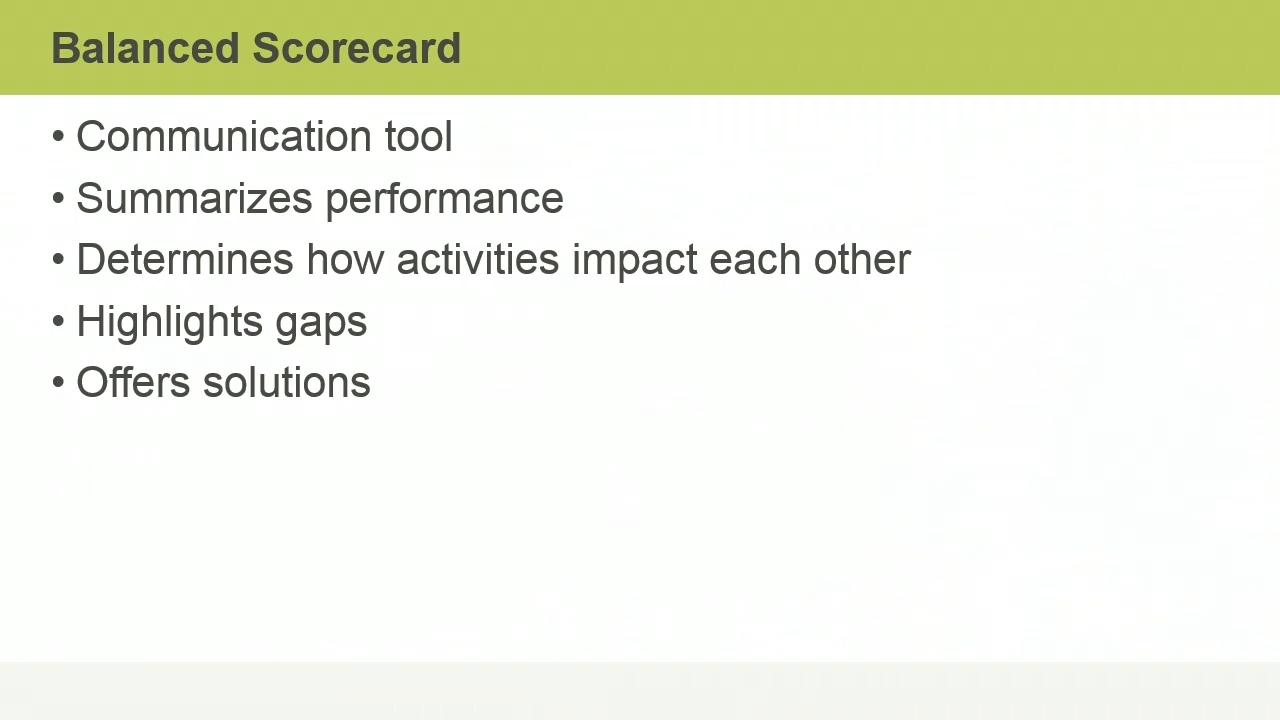 Balanced Scorecard
• Communication tool
• Summarizes performance
• Determines how activities impact each other
• Highlights gaps
• Offers solutions